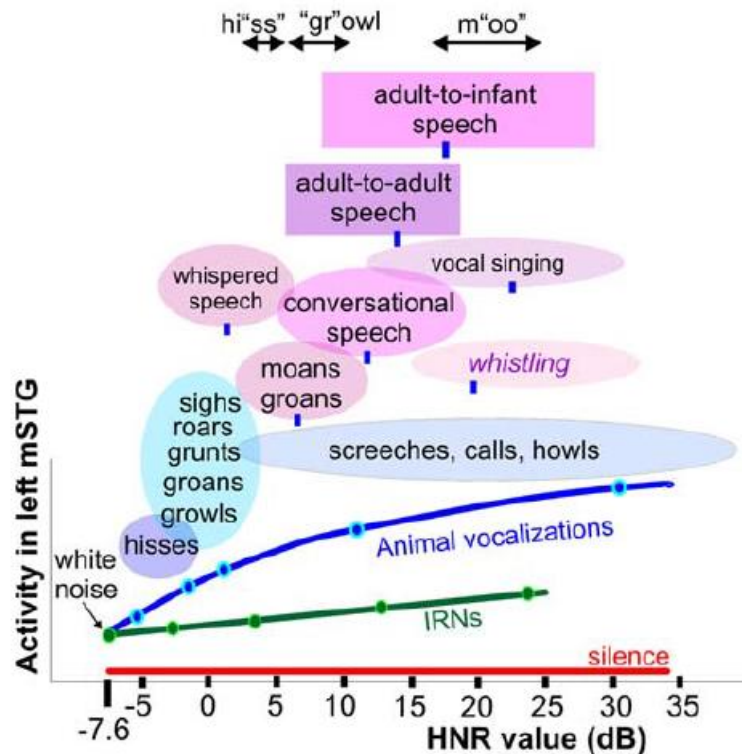 hi“ss”
“gr”owl
m“oo”
adult-to-infant
speech
adult-to-adult
speech
vocal singing
whispered
speech
conversational
speech
whistling
moans
groans
sighs
roars
grunts
groans
growls
screeches, calls, howls
hisses
Animal vocalizations
white
noise
IRNs
silence
Activity in left mSTG
-7.6
-5
0
5
10
15
20
25
30
35
HNR value (dB)